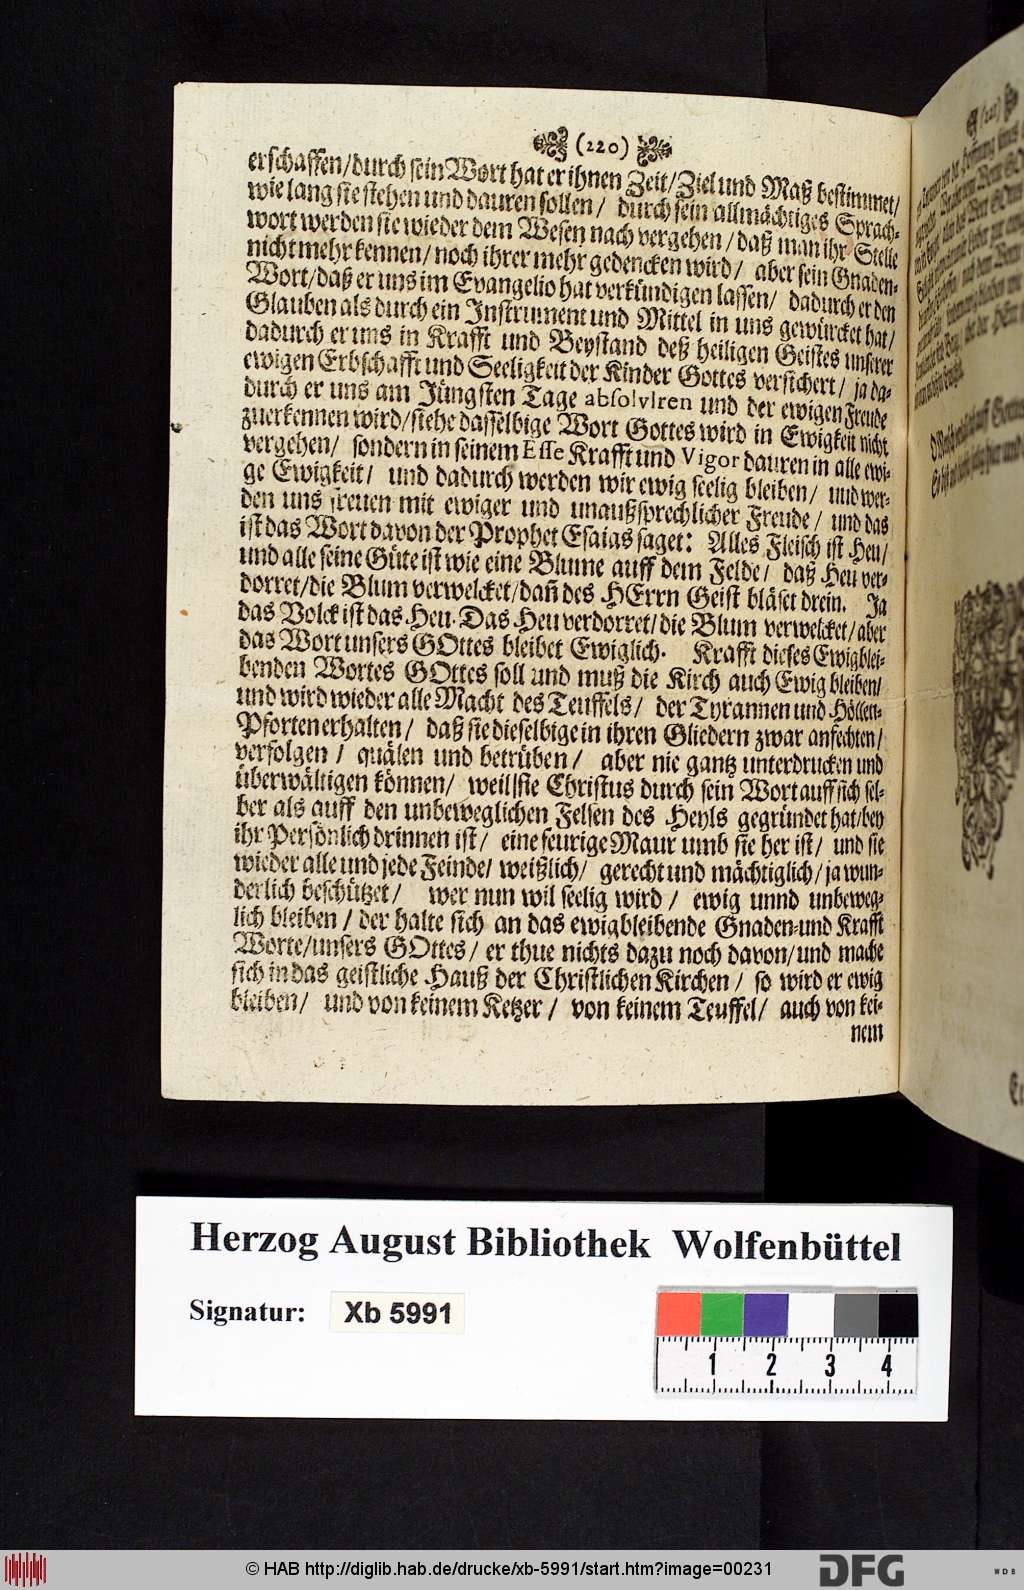 (220)
erschaffen/durch sein Wort hat er ihnen Zeit/Ziel und Maß bestimmet/
wie lang sie stehen und dauren sollen/ durch sein allmächtiges Sprach-
wort werden sie wieder dem Wesen nach vergehen/daß man ihr Stelle
nicht mehr kennen/noch ihrer mehr gedencken wird/ aber sein Gnaden-
Wort/daß er uns im Evangelio hat verkündigen lassen/ dadurch er den
Glauben als durch ein Instrument und Mittel in uns gewürcket hat/
dadurch er uns in Krafft und Beystand deß heiligen Geistes unserer
ewigen Erbschafft und Seeligkeit der Kinder Gottes versichert/ ja da-
durch er uns am Jüngsten Tage absolviren und der ewigen Freude
zuerkennen wird/siehe dasselbige Wort Gottes wird in Ewigkeit nicht
vergehen/ sondern in seinem Esse Krafft und Vigor dauren in alle ewi-
ge Ewigkeit/ und dadurch werden wir ewig seelig bleiben/ und wer-
den uns freuen mit ewiger und unaußsprechlicher Freude/ und das
ist das Wort davon der Prophet Esaias saget: Alles Fleisch ist Heu/
und alle seine Güte ist wie eine Blume auff dem Felde/ daß Heu ver-
dorret/die Blum verwelcket/dañ des HErrn Geist bläset drein. Ja
das Volck ist das Heu. Das Heu verdorret/die Blum verwelcket/aber
das Wort unsers GOttes bleibet Ewiglich. Krafft dieses Ewigblei-
benden Wortes GOttes soll und muß die Kirch auch Ewig bleiben/
und wird wieder alle Macht des Teuffels/ der Tyrannen und Höllen-
Pforten erhalten/ daß sie dieselbige in ihren Gliedern zwar anfechten/
verfolgen/ quälen und betrüben/ aber nie gantz unterdrucken und
überwältigen können/ weil sie Christus durch sein Wort auff sich sel-
ber als auff den unbeweglichen Felsen des Heyls gegründet hat/bey
ihr Persönlich drinnen ist/ eine feurige Maur umb sie her ist/ und sie
wieder alle und jede Feinde/ weißlich/ gerecht und mächtiglich/ja wun-
derlich beschützet/ wer nun wil seelig wird/ ewig unnd unbeweg-
lich bleiben/der halte sich an das ewigbleibende Gnaden-und Krafft
Worte/unsers GOttes/er thue nichts dazu noch davon/und mache
sich in das geistliche Hauß der Christlichen Kirchen/ so wird er ewig
bleiben/ und von keinem Ketzer/ von keinem Teuffel/ auch von kei-
nem
Herzog August Bibliothek Wolfenbüttel
Signatur: Xb 5991
1 2 3 4
© HAB http://diglib.hab.de/drucke/xb-5991/start.htm?image=00231
DFG